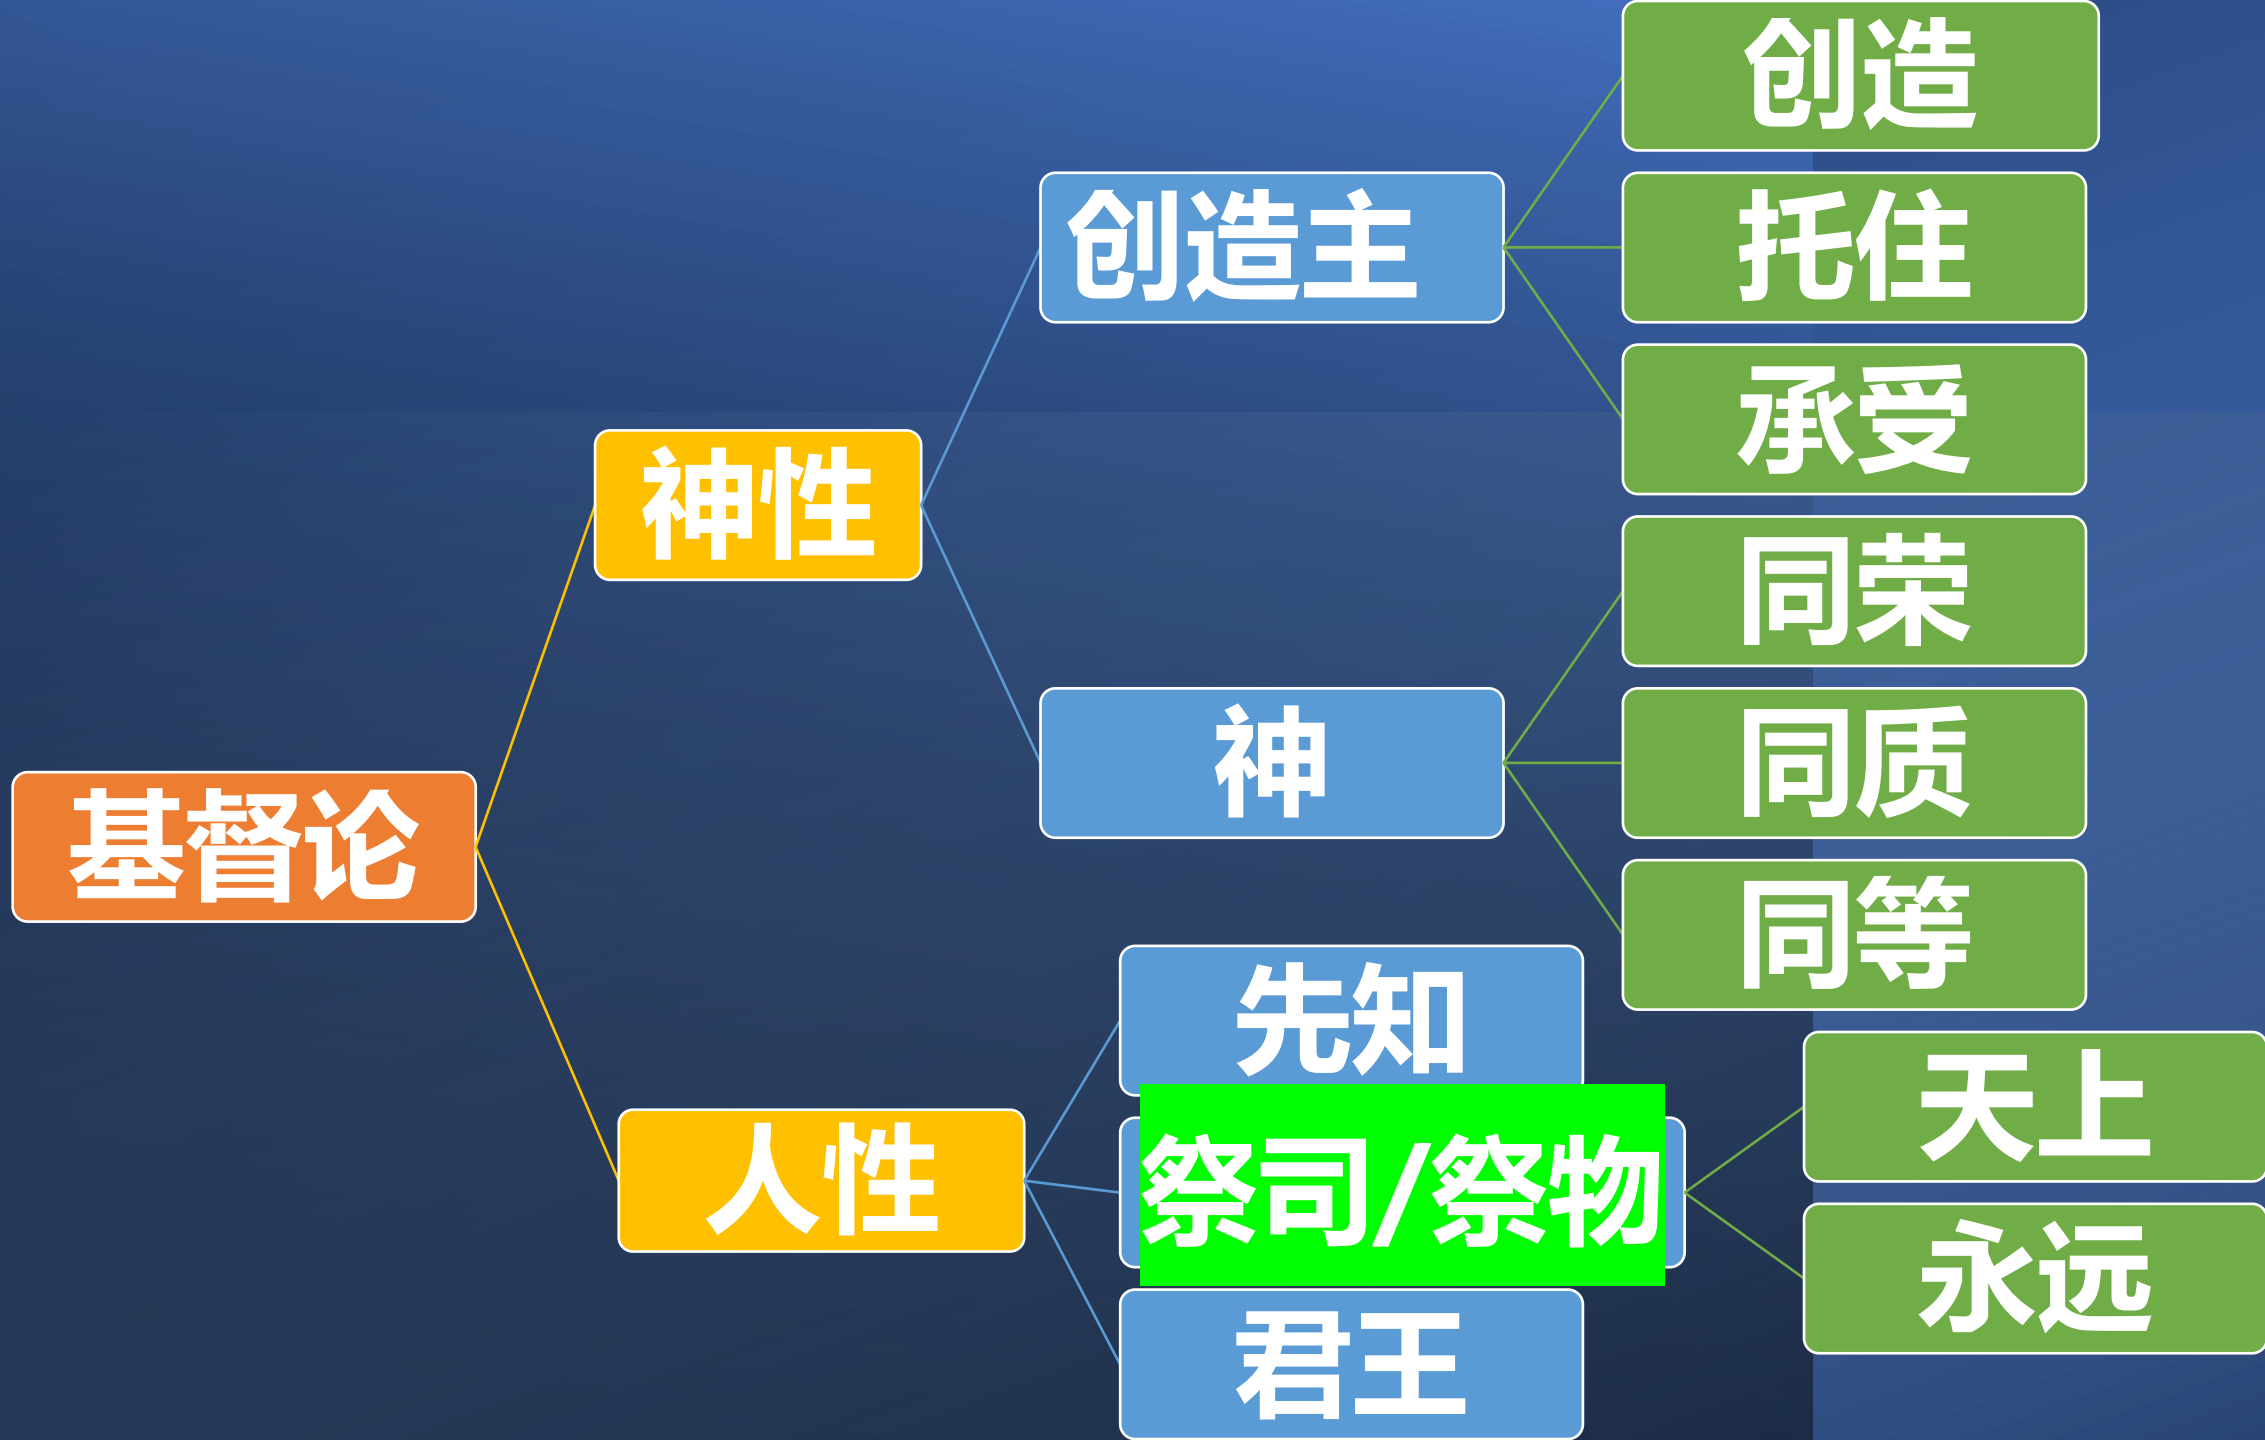 基督论
神性
创造主
创造
托住
承受
神
同荣
同质
同等
人性
先知
祭司/祭物
天上
永远
君王